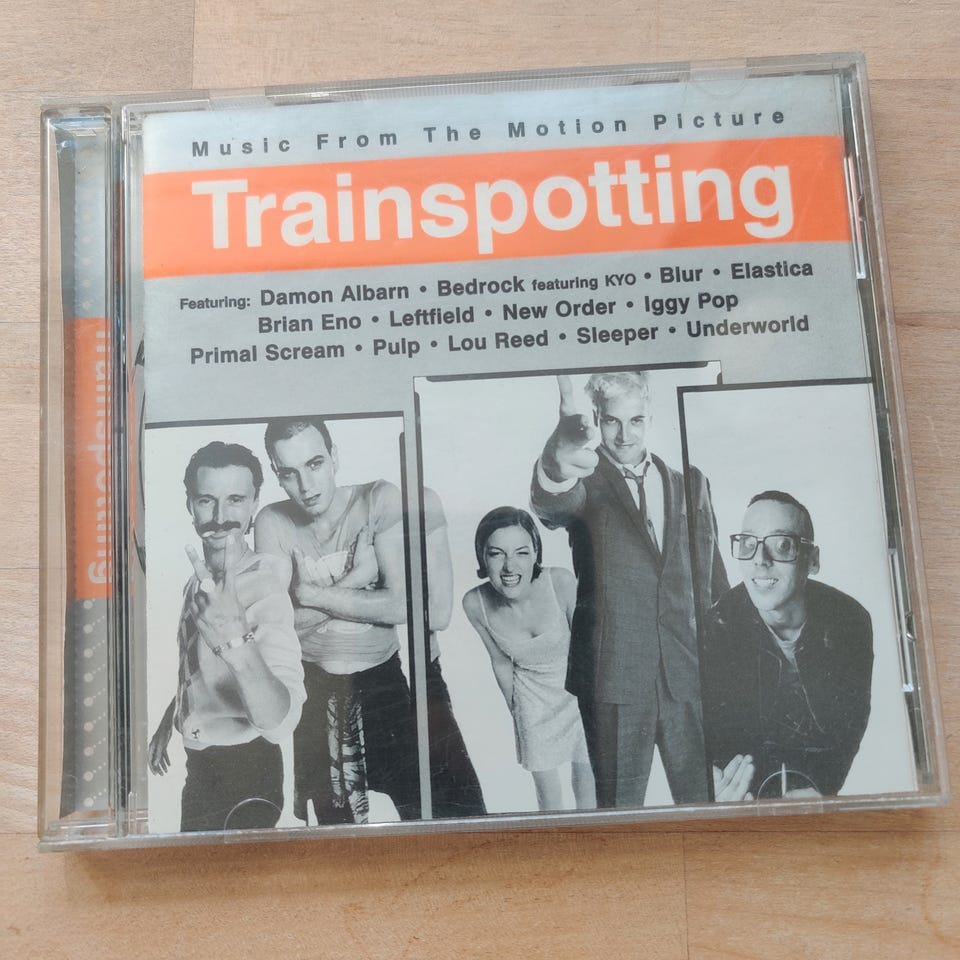 Music From The Motion Picture
Trainspotting
Featuring: Damon Albarn • Bedrock featuring KYO • Blur • Elastica
Brian Eno • Leftfield • New Order • Iggy Pop
Primal Scream • Pulp • Lou Reed • Sleeper • Underworld
Trainspotting